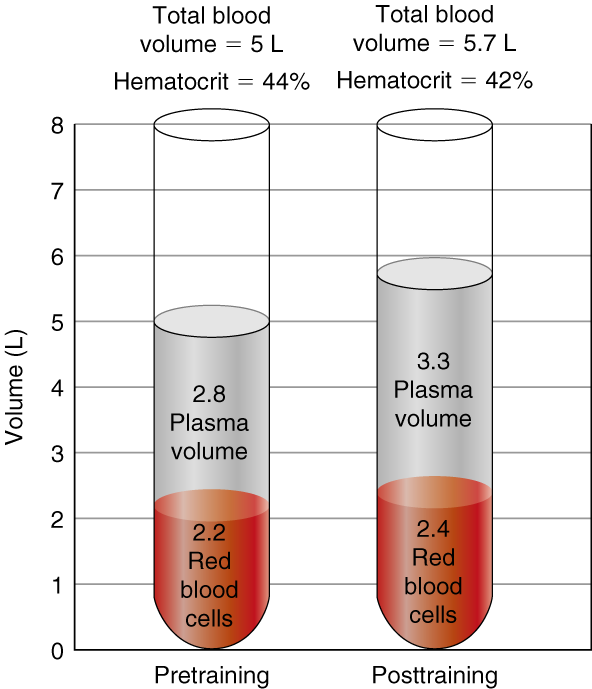 Total blood
volume = 5 L
Hematocrit = 44%
Total blood
volume = 5.7 L
Hematocrit = 42%
Volume (L)
8
7
6
5
4
3
2
1
0
2.8
Plasma
volume
2.2
Red
blood
cells
3.3
Plasma
volume
2.4
Red
blood
cells
Pretraining
Posttraining